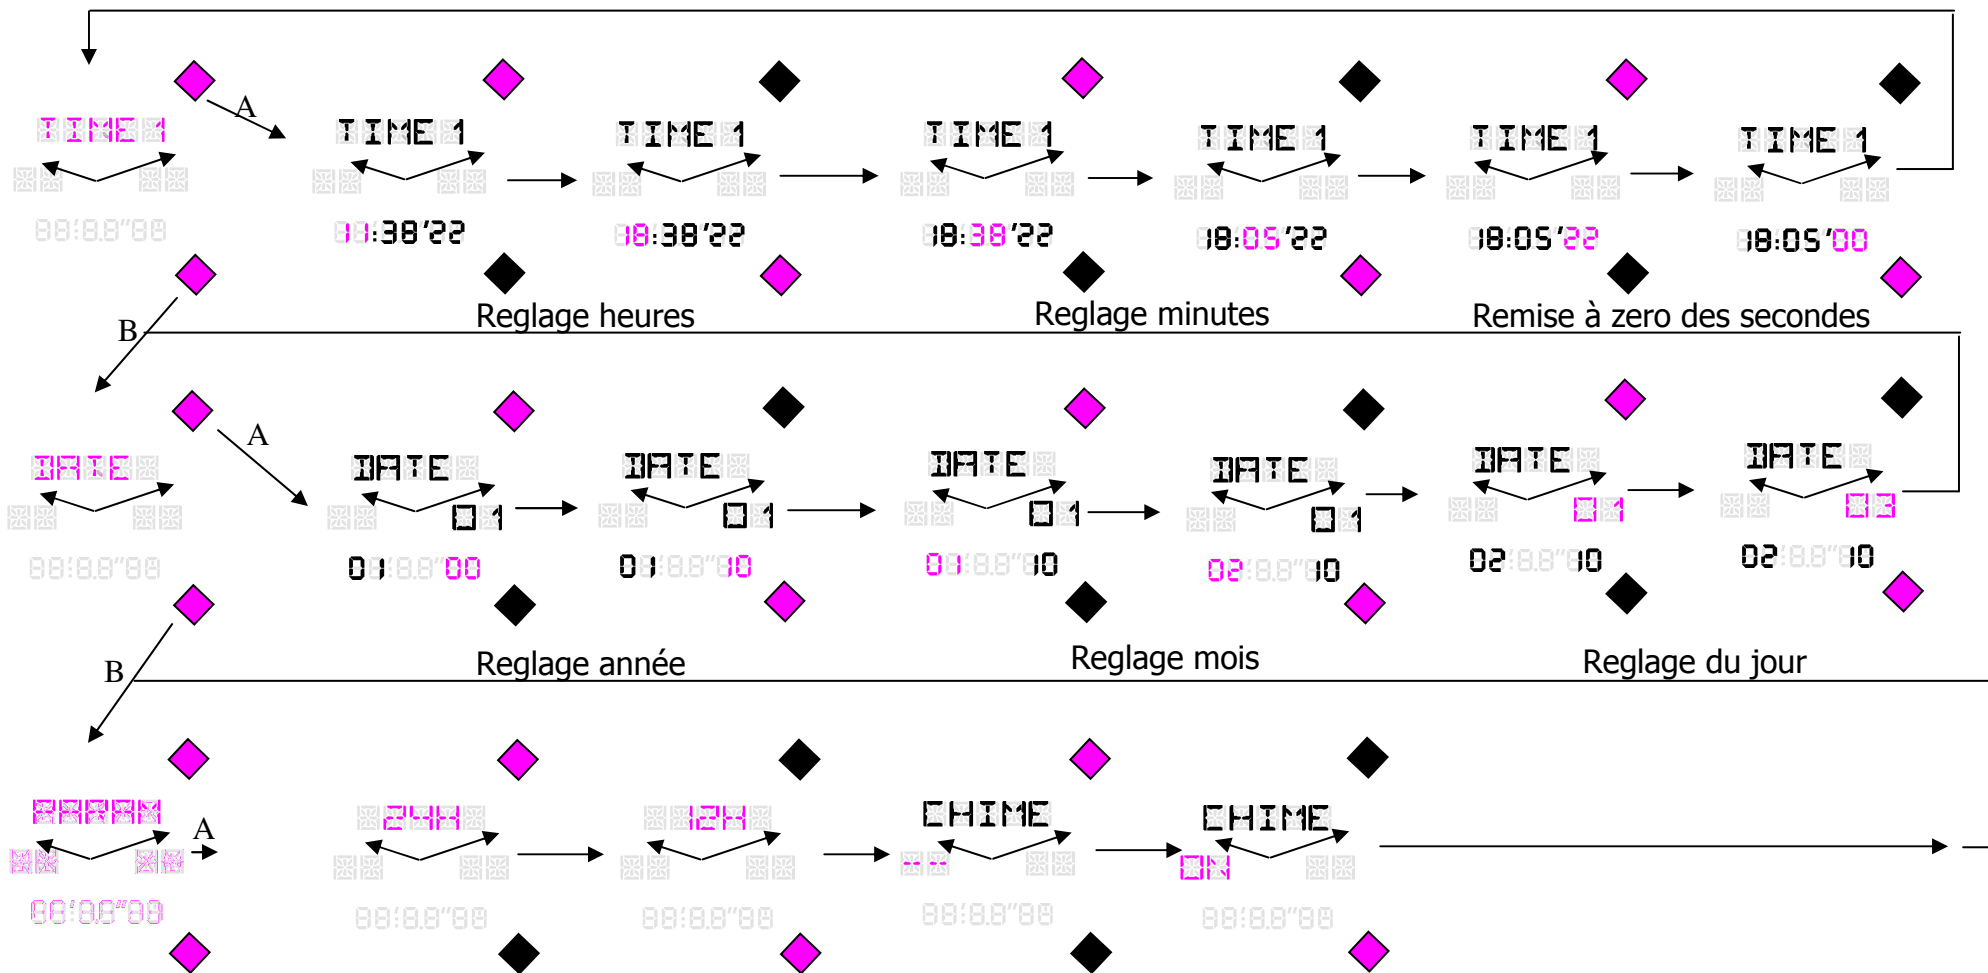 A
TIME 1 TIME 1 TIME 1 TIME 1 TIME 1 TIME 1 TIME 1
11:38'22 18:38'22 18:38'22 18:05'22 18:05'22 18:05'00
Reglage heures Reglage minutes Remise à zero des secondes
B
A
DATE DATE DATE DATE DATE DATE DATE
01 01 01 01 01 03
01 00 01 10 01 10 02 10 02 10 02 10
Reglage année Reglage mois Reglage du jour
B
PARAM A 24H 12H CHIME CHIME
-- ON